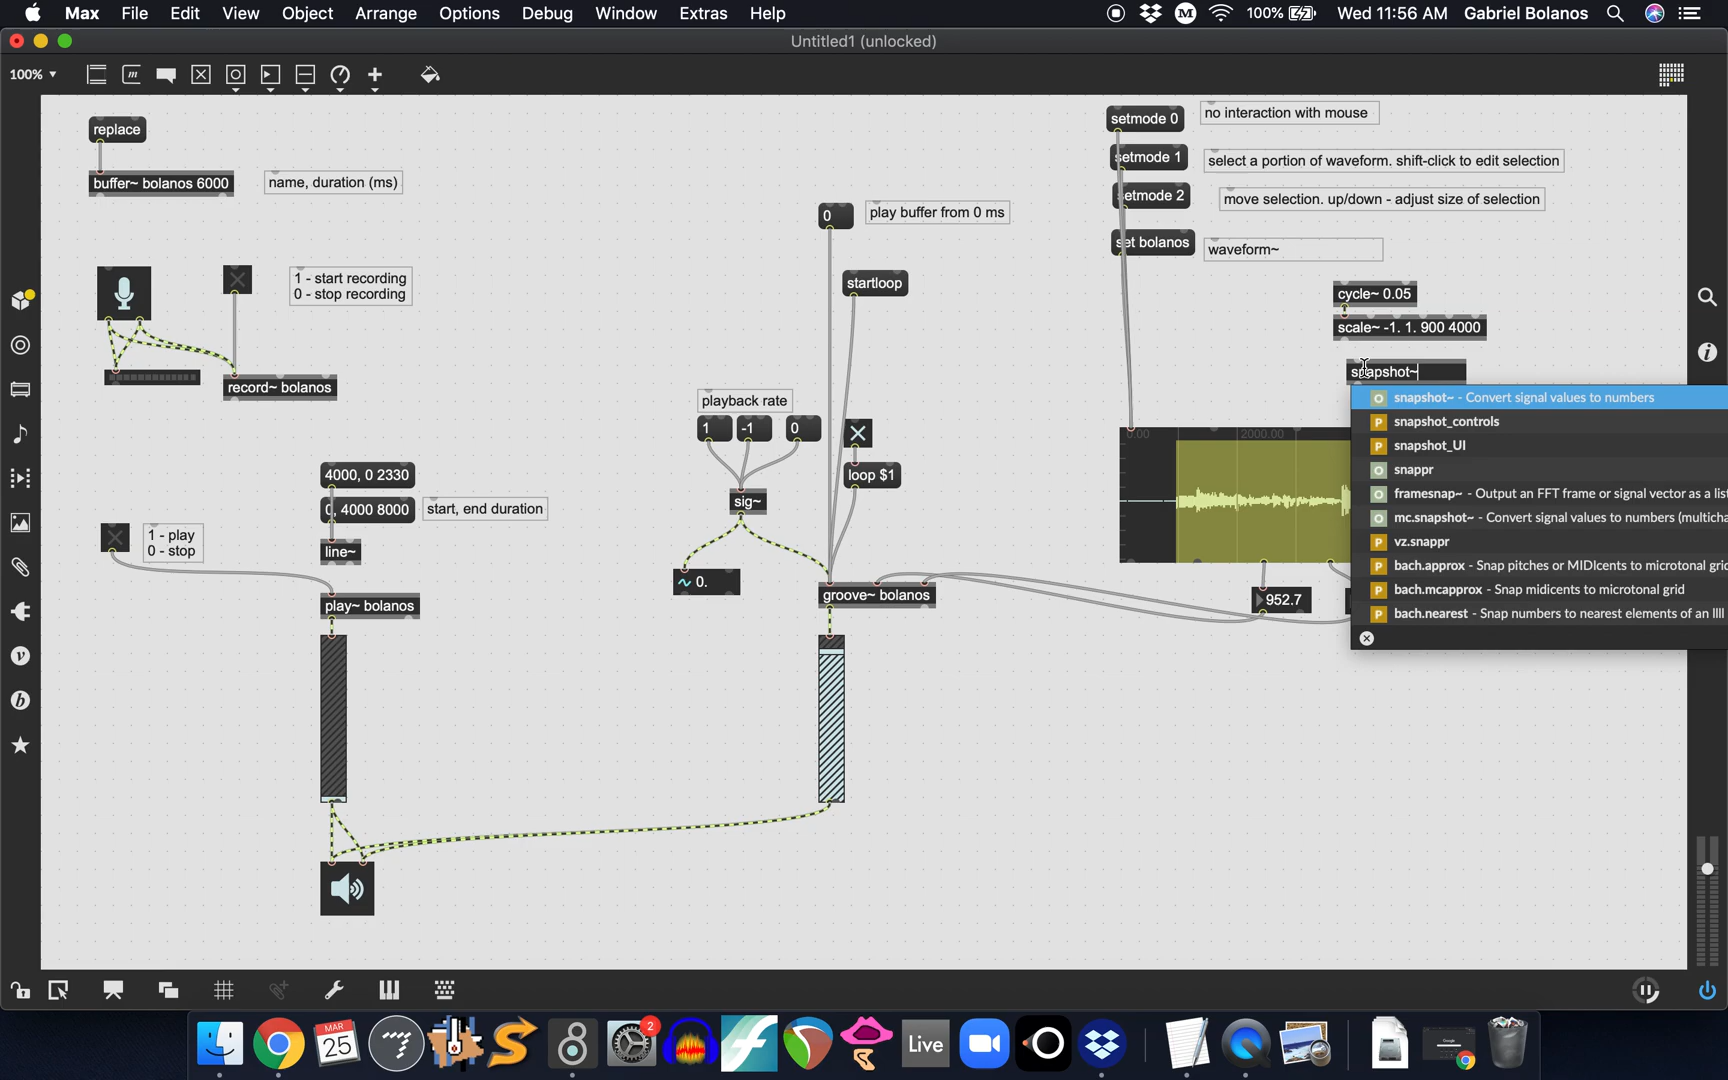 Max File Edit View Object Arrange Options Debug Window Extras Help
M 100% Wed 11:56 AM Gabriel Bolanos
Untitled1 (unlocked)
100%
m
replace
buffer~ bolanos 6000
name, duration (ms)
1 - start recording
0 - stop recording
record~ bolanos
4000, 0 2330
0, 4000 8000
start, end duration
line~
1 - play
0 - stop
play~ bolanos
0
play buffer from 0 ms
startloop
playback rate
1
-1
0
loop $1
sig~
0.
groove~ bolanos
setmode 0
no interaction with mouse
setmode 1
select a portion of waveform. shift-click to edit selection
setmode 2
move selection. up/down - adjust size of selection
set bolanos
waveform~
cycle~ 0.05
scale~ -1. 1. 900 4000
snapshot~
0.00
2000.00
952.7
O snapshot~ - Convert signal values to numbers
P snapshot_controls
P snapshot_UI
O snappr
O framesnap~ - Output an FFT frame or signal vector as a list
O mc.snapshot~ - Convert signal values to numbers (multicha
P vz.snappr
P bach.approx - Snap pitches or MIDIcents to microtonal grid
P bach.mcapprox - Snap midicents to microtonal grid
P bach.nearest - Snap numbers to nearest elements of an llll
v
b
MAR
25
8
2
Live
Google